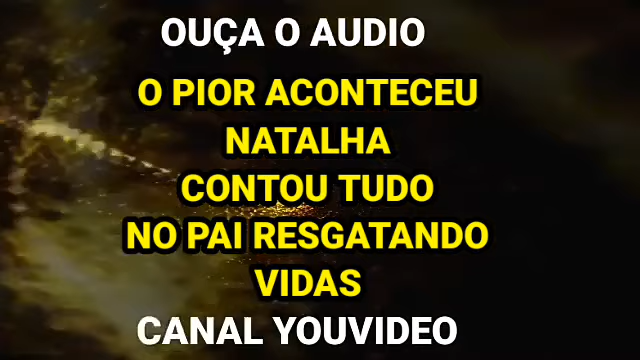 OUÇA O AUDIO
O PIOR ACONTECEU
NATALHA
CONTOU TUDO
NO PAI RESGATANDO
VIDAS
CANAL YOUVIDEO